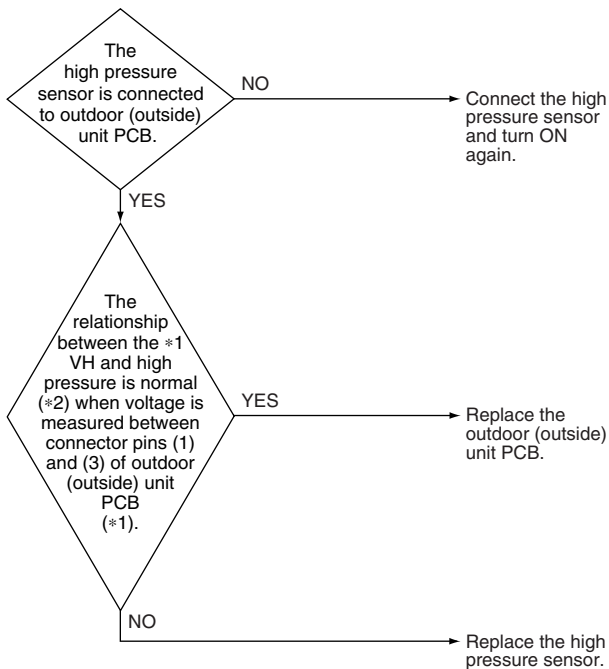 The
high pressure
sensor is connected
to outdoor (outside)
unit PCB.
NO
Connect the high
pressure sensor
and turn ON
again.
YES
The
relationship
between the *1
VH and high
pressure is normal
(*2) when voltage is
measured between
connector pins (1)
and (3) of outdoor
(outside) unit
PCB
(*1).
YES
Replace the
outdoor (outside)
unit PCB.
NO
Replace the high
pressure sensor.